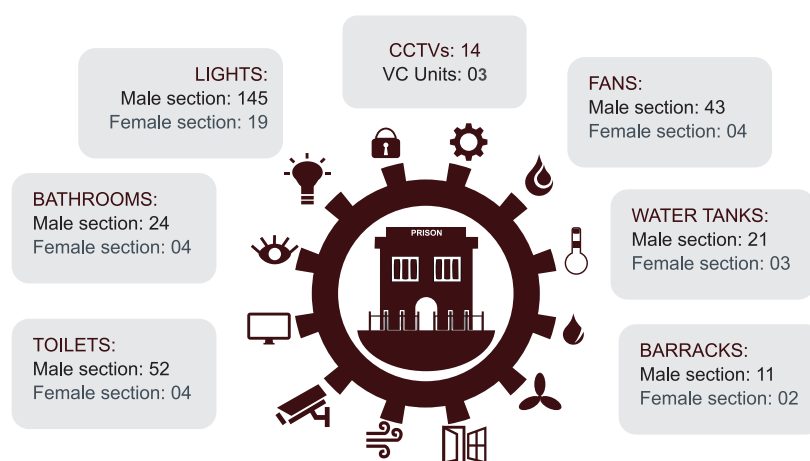 CCTVs: 14
VC Units: 03
LIGHTS:
Male section: 145
Female section: 19
FANS:
Male section: 43
Female section: 04
BATHROOMS:
Male section: 24
Female section: 04
PRISON
WATER TANKS:
Male section: 21
Female section: 03
TOILETS:
Male section: 52
Female section: 04
BARRACKS:
Male section: 11
Female section: 02